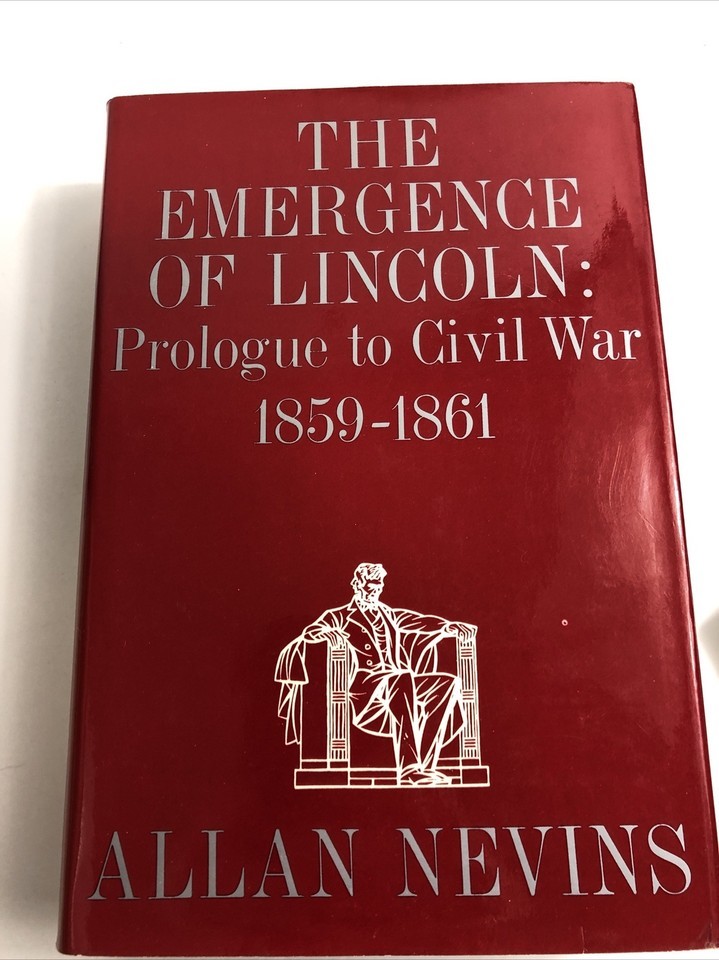 THE
EMERGENCE
OF LINCOLN:
Prologue to Civil War
1859-1861
ALLAN NEVINS